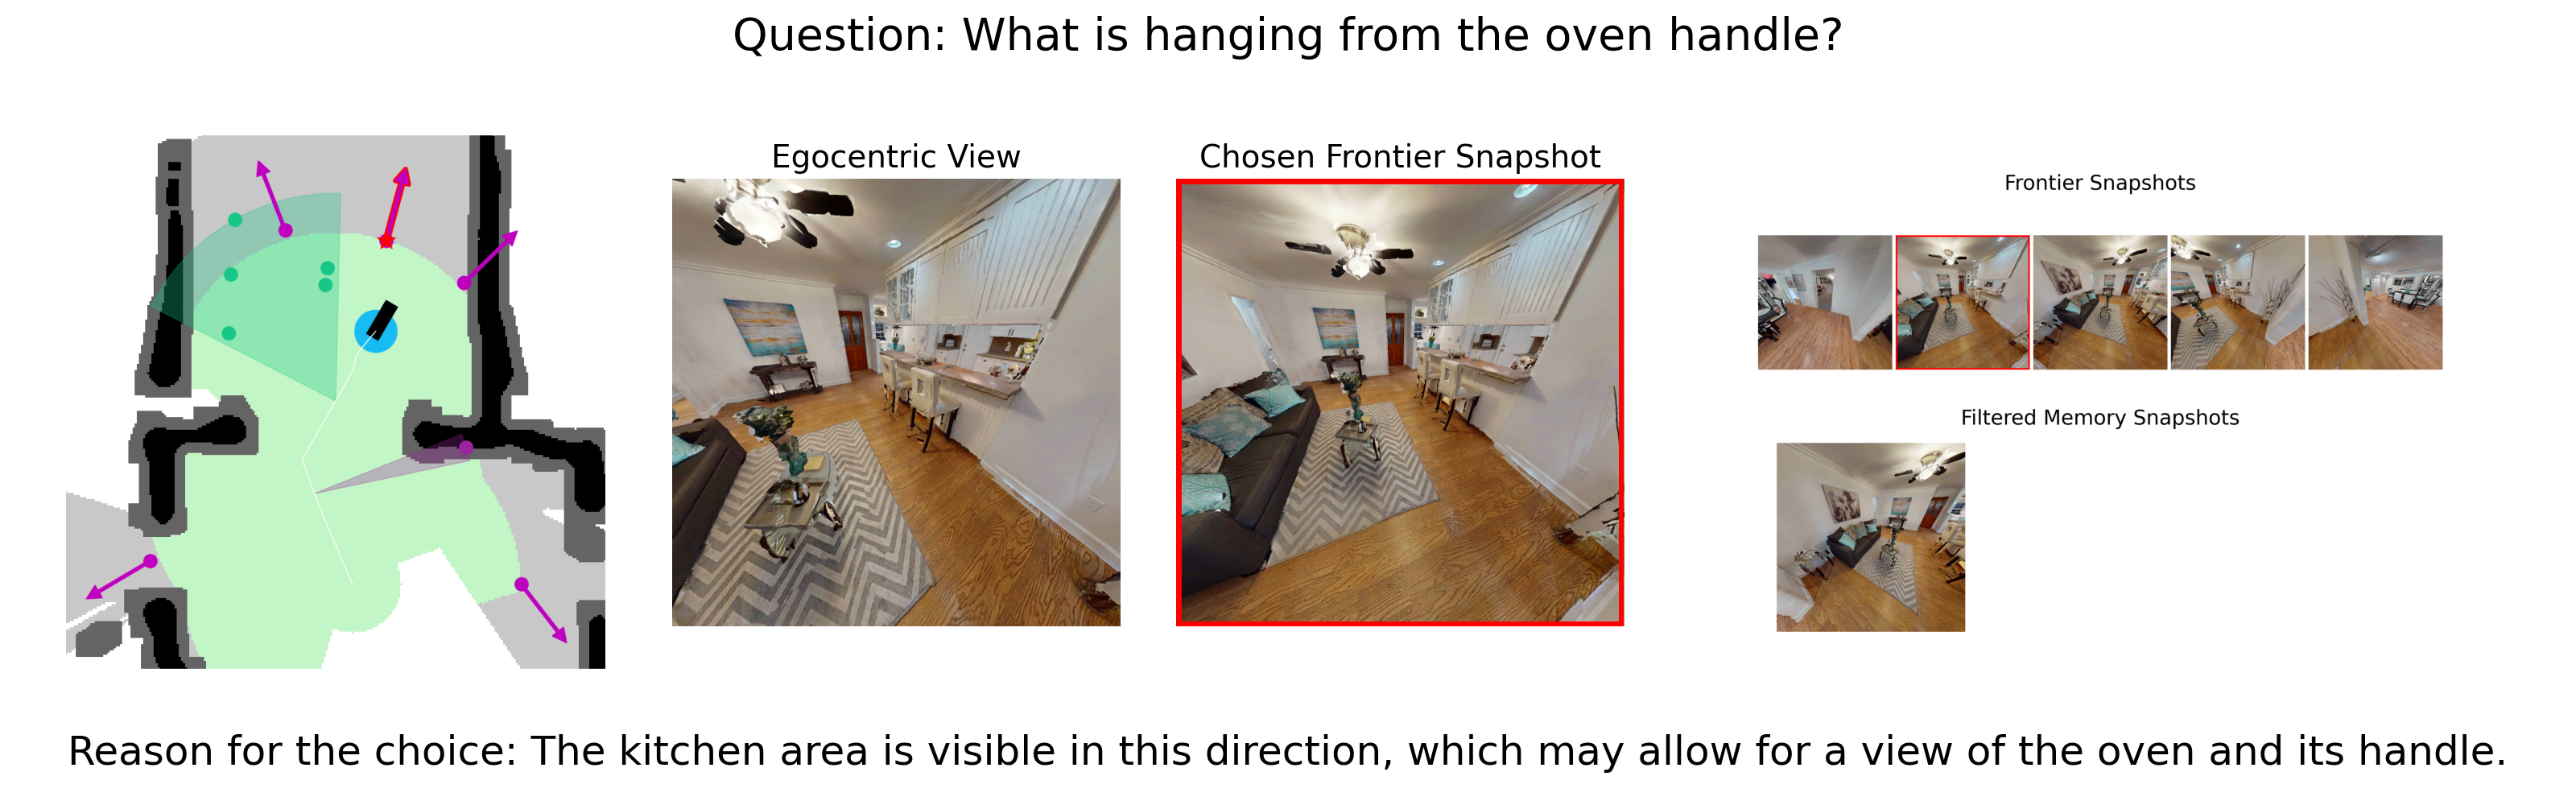 Question: What is hanging from the oven handle?
Egocentric View
Chosen Frontier Snapshot
Frontier Snapshots
Filtered Memory Snapshots
Reason for the choice: The kitchen area is visible in this direction, which may allow for a view of the oven and its handle.